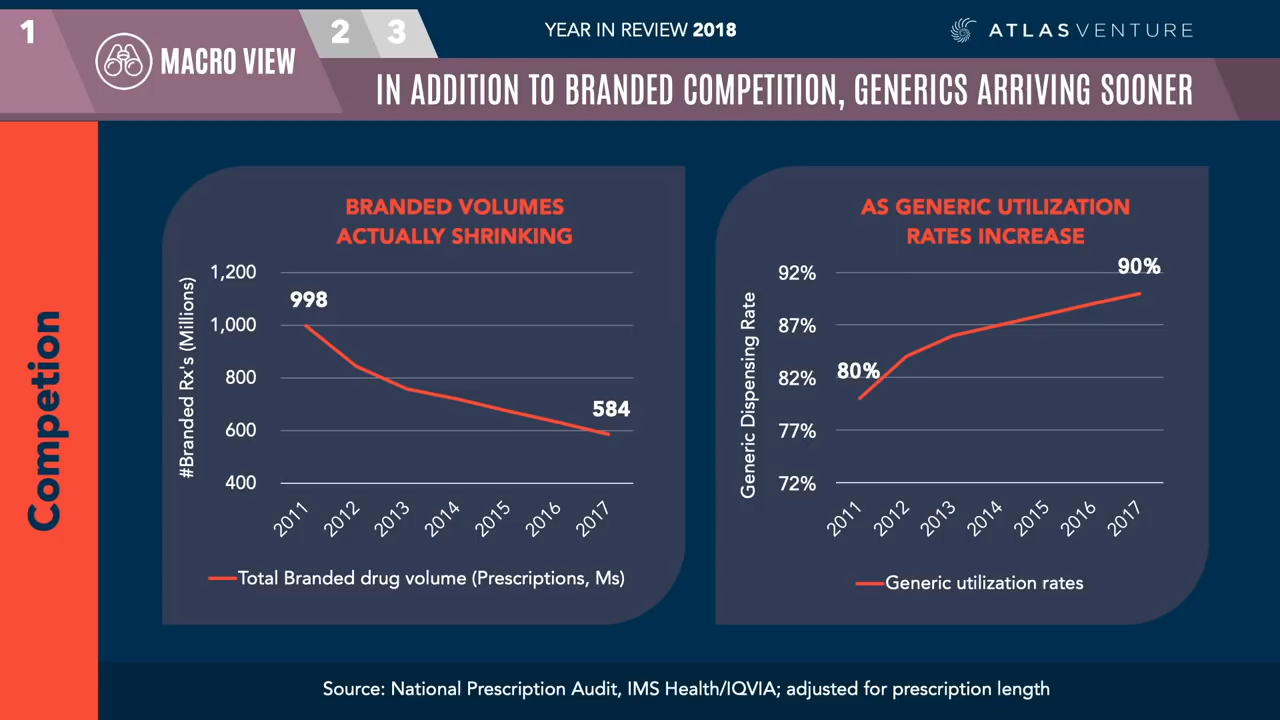 1
MACRO VIEW
2
3
YEAR IN REVIEW 2018
ATLAS VENTURE
IN ADDITION TO BRANDED COMPETITION, GENERICS ARRIVING SOONER
Competion
BRANDED VOLUMES
ACTUALLY SHRINKING
#Branded Rx's (Millions)
1,200
1,000
800
600
400
998
584
2011
2012
2013
2014
2015
2016
2017
Total Branded drug volume (Prescriptions, Ms)
AS GENERIC UTILIZATION
RATES INCREASE
Generic Dispensing Rate
92%
87%
82%
77%
72%
80%
90%
2011
2012
2013
2014
2015
2016
2017
Generic utilization rates
Source: National Prescription Audit, IMS Health/IQVIA; adjusted for prescription length